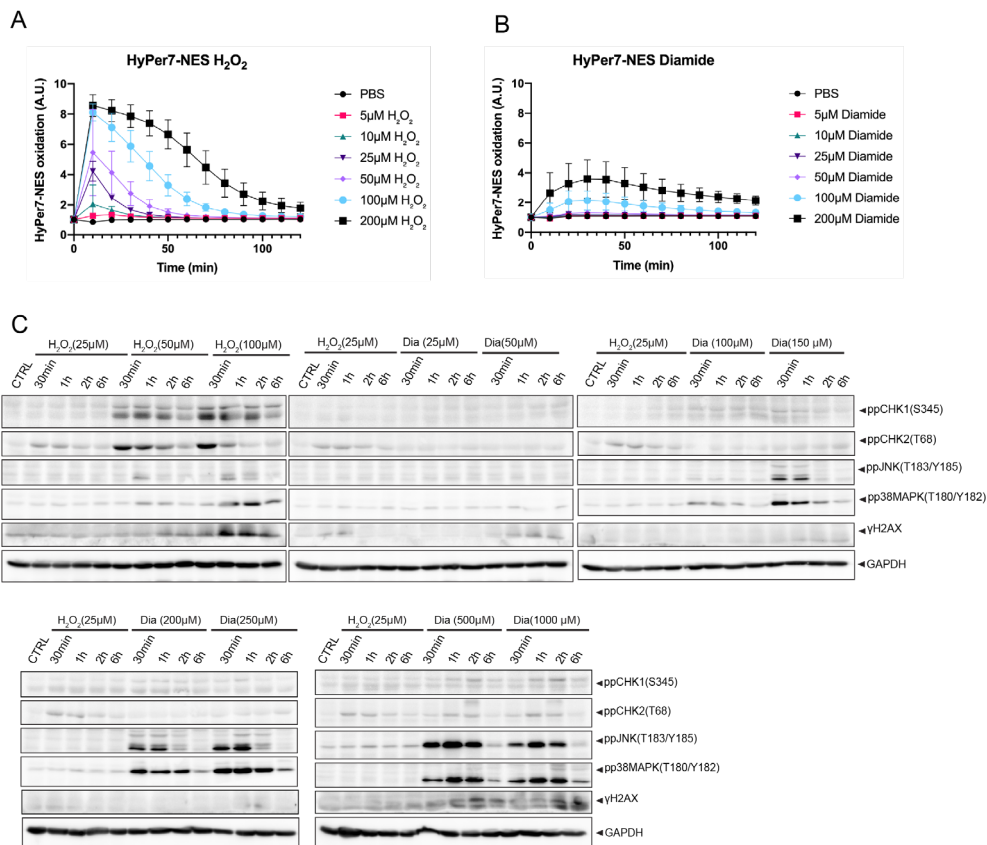 A
B
HyPer7-NES H₂O₂
HyPer7-NES oxidation (A.U.)
10
8
6
4
2
0
0
50
100
Time (min)
PBS
5µM H₂O₂
10µM H₂O₂
25µM H₂O₂
50µM H₂O₂
100µM H₂O₂
200µM H₂O₂
HyPer7-NES Diamide
HyPer7-NES oxidation (A.U.)
10
8
6
4
2
0
0
50
100
Time (min)
PBS
5µM Diamide
10µM Diamide
25µM Diamide
50µM Diamide
100µM Diamide
200µM Diamide
C
H₂O₂(25µM) H₂O₂(50µM) H₂O₂(100µM)
CTRL 30min 1h 2h 6h 30min 1h 2h 6h 30min 1h 2h 6h
H₂O₂(25µM) Dia (25µM) Dia(50µM)
CTRL 30min 1h 2h 6h 30min 1h 2h 6h 30min 1h 2h 6h
H₂O₂(25µM) Dia (100µM) Dia(150 µM)
CTRL 30min 1h 2h 6h 30min 1h 2h 6h 30min 1h 2h 6h
ppCHK1(S345)
ppCHK2(T68)
ppJNK(T183/Y185)
pp38MAPK(T180/Y182)
γH2AX
GAPDH
H₂O₂(25µM) Dia (200µM) Dia(250µM)
CTRL 30min 1h 2h 6h 30min 1h 2h 6h 30min 1h 2h 6h
H₂O₂(25µM) Dia (500µM) Dia(1000 µM)
CTRL 30min 1h 2h 6h 30min 1h 2h 6h 30min 1h 2h 6h
ppCHK1(S345)
ppCHK2(T68)
ppJNK(T183/Y185)
pp38MAPK(T180/Y182)
γH2AX
GAPDH